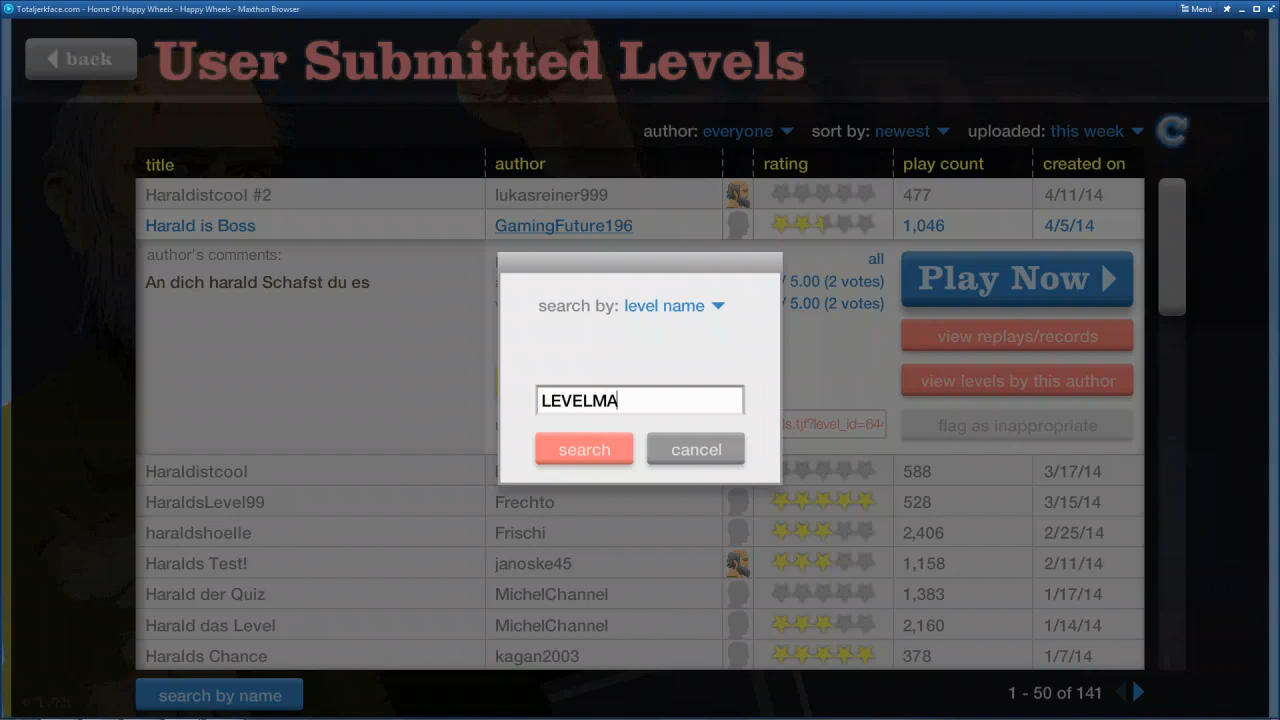 Totaljerkface.com - Home Of Happy Wheels - Happy Wheels - Maxthon Browser
Menü
back
User Submitted Levels
author: everyone sort by: newest uploaded: this week
title author rating play count created on
Haraldistcool #2 lukasreiner999 477 4/11/14
Harald is Boss GamingFuture196 1,046 4/5/14
author's comments:
An dich harald Schafst du es
all
/ 5.00 (2 votes)
/ 5.00 (2 votes)
Play Now
view replays/records
view levels by this author
ls.tjf?level_id=64
flag as inappropriate
search by: level name
LEVELMA
search cancel
Haraldistcool 588 3/17/14
HaraldsLevel99 Frechto 528 3/15/14
haraldshoelle Frischi 2,406 2/25/14
Haralds Test! janoske45 1,158 2/11/14
Harald der Quiz MichelChannel 1,383 1/17/14
Harald das Level MichelChannel 2,160 1/14/14
Haralds Chance kagan2003 378 1/7/14
search by name
1 - 50 of 141